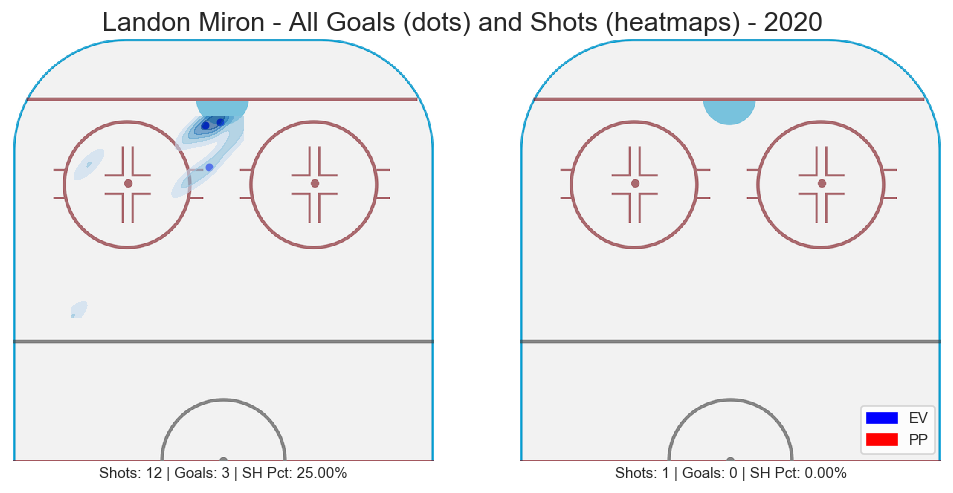 Landon Miron - All Goals (dots) and Shots (heatmaps) - 2020
EV
PP
Shots: 12 | Goals: 3 | SH Pct: 25.00%
Shots: 1 | Goals: 0 | SH Pct: 0.00%